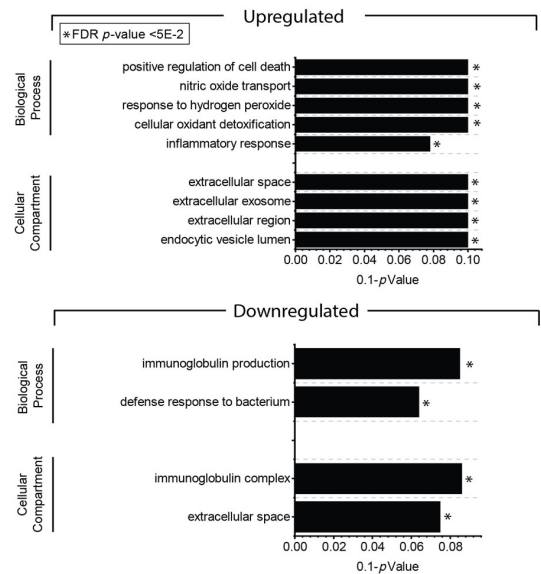 Upregulated
*FDR p-value <5E-2
Biological
Process
positive regulation of cell death
nitric oxide transport
response to hydrogen peroxide
cellular oxidant detoxification
inflammatory response
*
*
*
*
*
Cellular
Compartment
extracellular space
extracellular exosome
extracellular region
endocytic vesicle lumen
*
*
*
*
0.00 0.02 0.04 0.06 0.08 0.10
0.1-pValue
Downregulated
Biological
Process
immunoglobulin production
defense response to bacterium
*
*
Cellular
Compartment
immunoglobulin complex
extracellular space
*
*
0.00 0.02 0.04 0.06 0.08
0.1-pValue